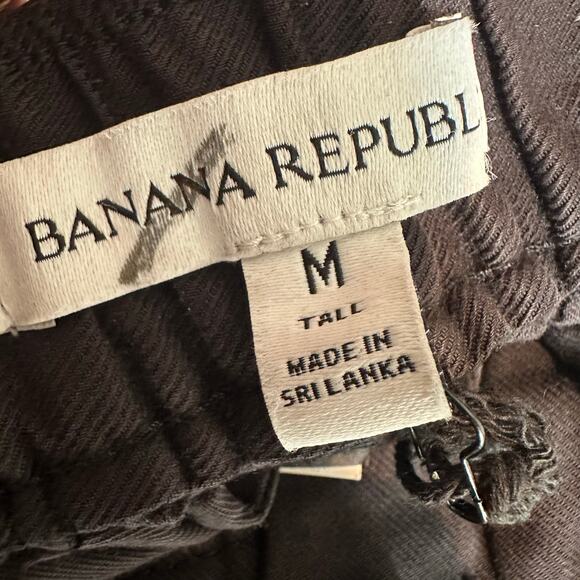 BANANA REPUBL
M
TALL
MADE IN
SRI LANKA